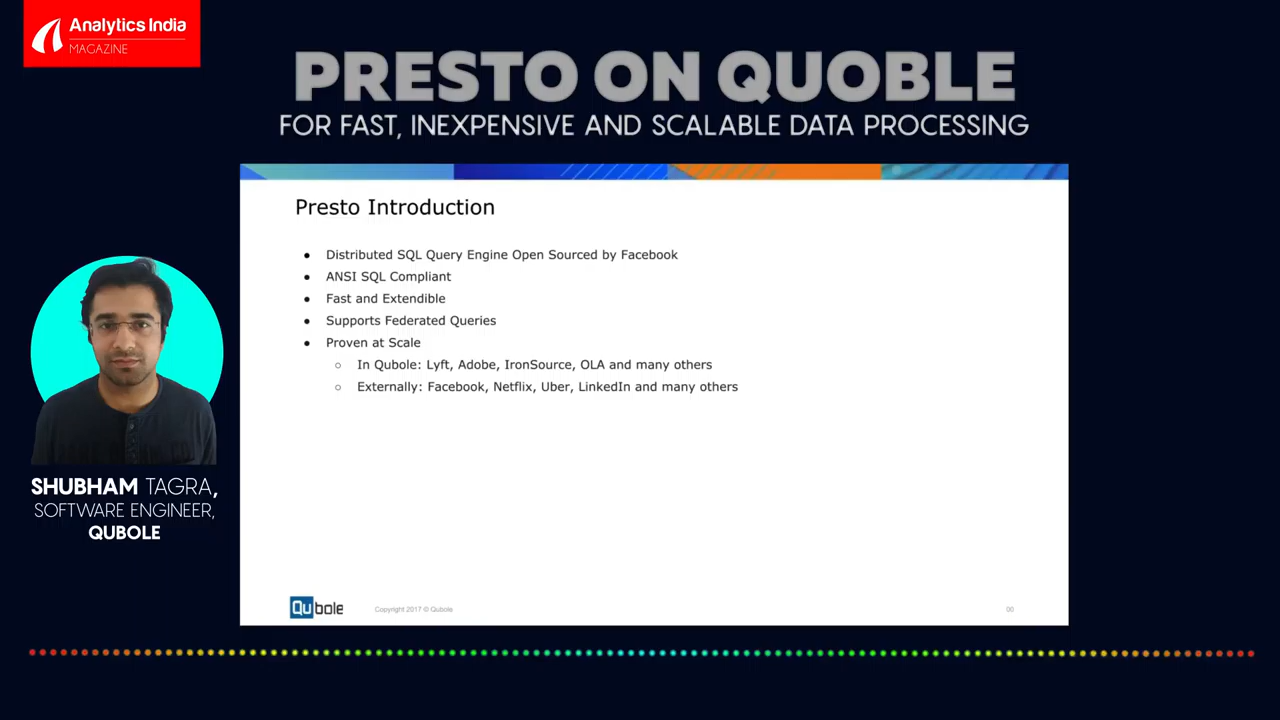 Analytics India
MAGAZINE
PRESTO ON QUOBLE
FOR FAST, INEXPENSIVE AND SCALABLE DATA PROCESSING
Presto Introduction
● Distributed SQL Query Engine Open Sourced by Facebook
● ANSI SQL Compliant
● Fast and Extendible
● Supports Federated Queries
● Proven at Scale
○ In Qubole: Lyft, Adobe, IronSource, OLA and many others
○ Externally: Facebook, Netflix, Uber, LinkedIn and many others
SHUBHAM TAGRA,
SOFTWARE ENGINEER,
QUBOLE
Qubole
Copyright 2017 © Qubole
00